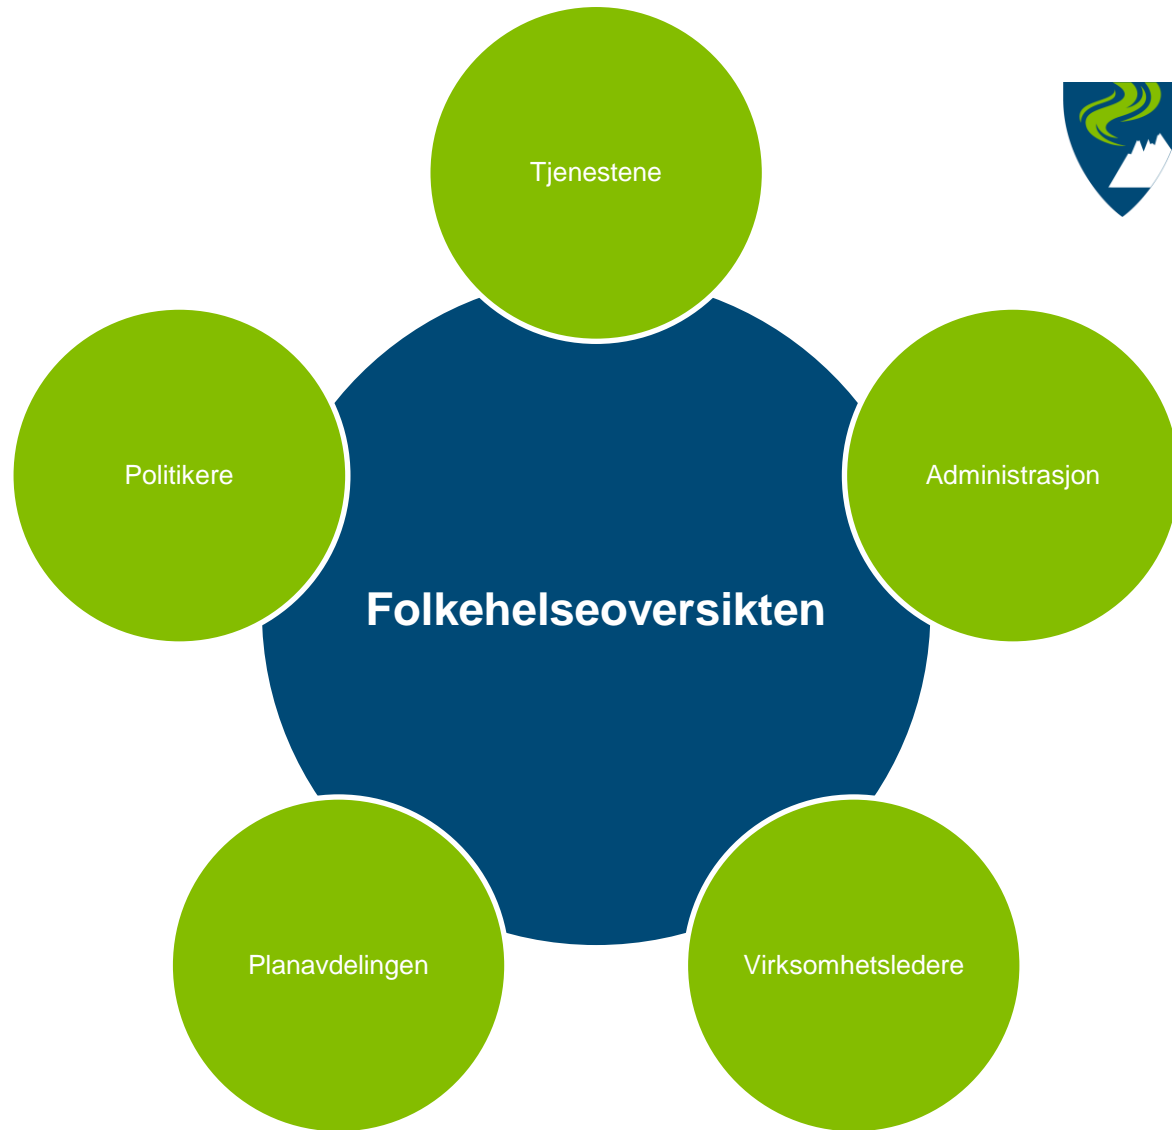 Tjenestene
Politikere
Administrasjon
Folkehelseoversikten
Planavdelingen
Virksomhetsledere